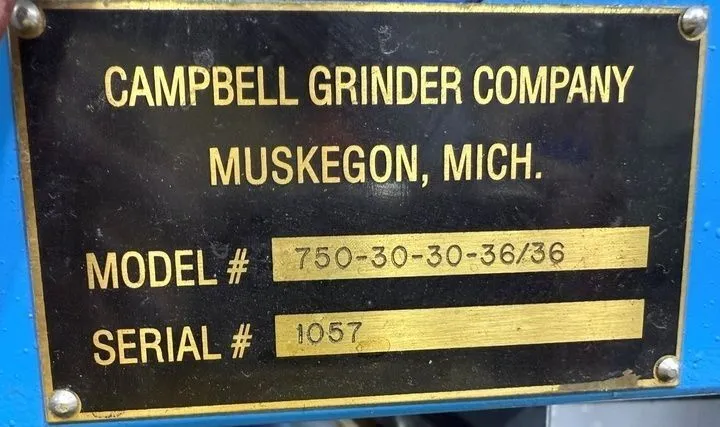 CAMPBELL GRINDER COMPANY
MUSKEGON, MICH.
MODEL # 750-30-30-36/36
SERIAL # 1057